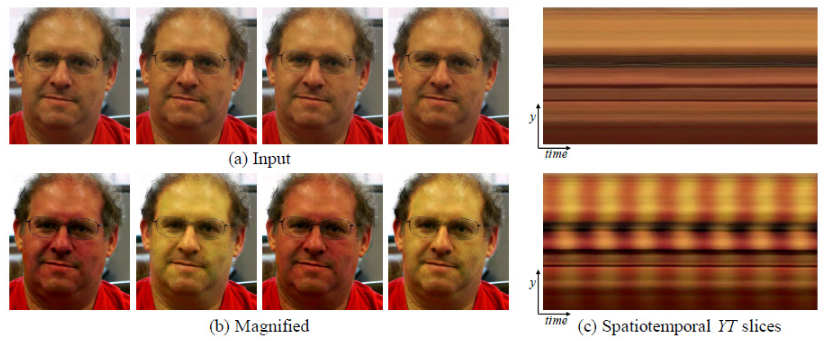 y
time
(a) Input
y
time
(b) Magnified
(c) Spatiotemporal YT slices